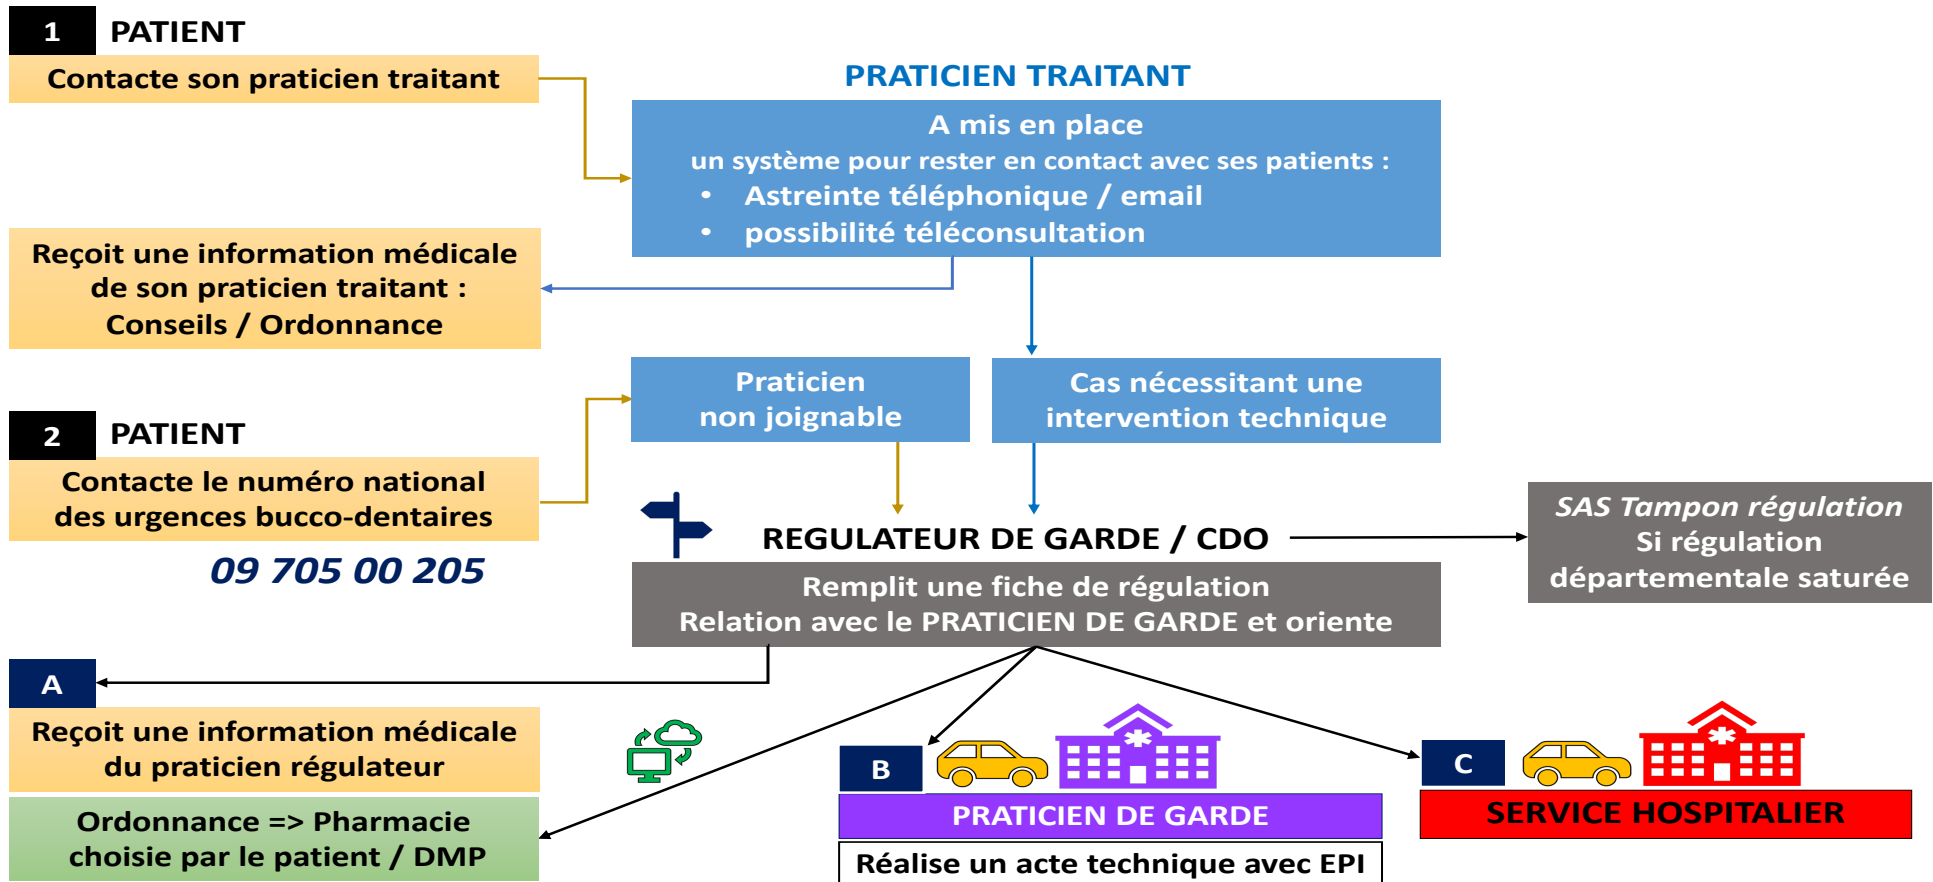 1 PATIENT
Contacte son praticien traitant
PRATICIEN TRAITANT
A mis en place
un système pour rester en contact avec ses patients :
• Astreinte téléphonique / email
• possibilité téléconsultation
Reçoit une information médicale
de son praticien traitant :
Conseils / Ordonnance
Praticien
non joignable
Cas nécessitant une
intervention technique
2 PATIENT
Contacte le numéro national
des urgences bucco-dentaires
09 705 00 205
REGULATEUR DE GARDE / CDO
Remplit une fiche de régulation
Relation avec le PRATICIEN DE GARDE et oriente
SAS Tampon régulation
Si régulation
départementale saturée
A
Reçoit une information médicale
du praticien régulateur
Ordonnance => Pharmacie
choisie par le patient / DMP
B
PRATICIEN DE GARDE
Réalise un acte technique avec EPI
C
SERVICE HOSPITALIER